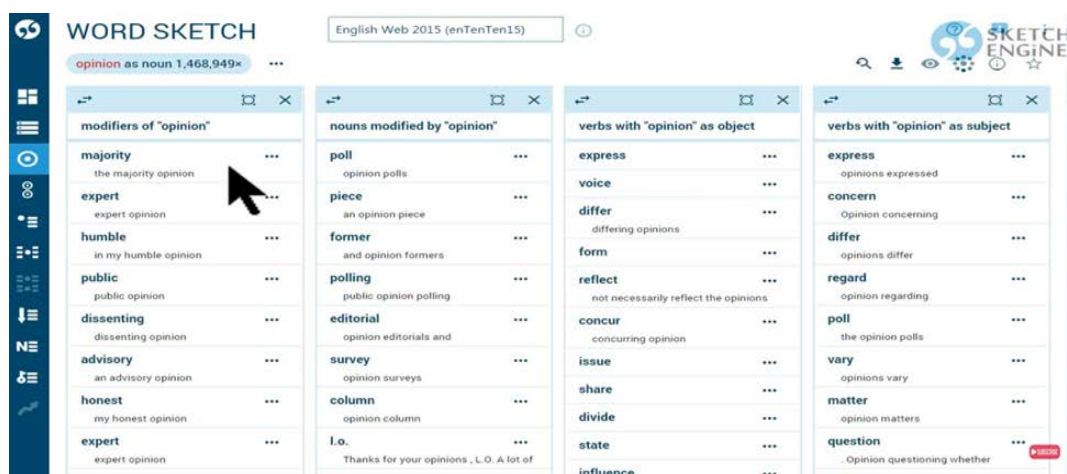 WORD SKETCH
English Web 2015 (enTenTen15)
SKETCH
ENGINE
opinion as noun 1,468,949×
modifiers of "opinion"
majority
the majority opinion
expert
expert opinion
humble
in my humble opinion
public
public opinion
dissenting
dissenting opinion
advisory
an advisory opinion
honest
my honest opinion
expert
expert opinion
nouns modified by "opinion"
poll
opinion polls
piece
an opinion piece
former
and opinion formers
polling
public opinion polling
editorial
opinion editorials and
survey
opinion surveys
column
opinion column
l.o.
Thanks for your opinions , L.O. A lot of
verbs with "opinion" as object
express
voice
differ
differing opinions
form
reflect
not necessarily reflect the opinions
concur
concurring opinion
issue
share
divide
state
influence
verbs with "opinion" as subject
express
opinions expressed
concern
Opinion concerning
differ
opinions differ
regard
opinion regarding
poll
the opinion polls
vary
opinions vary
matter
opinion matters
question
. Opinion questioning whether
SUBSCRIBE